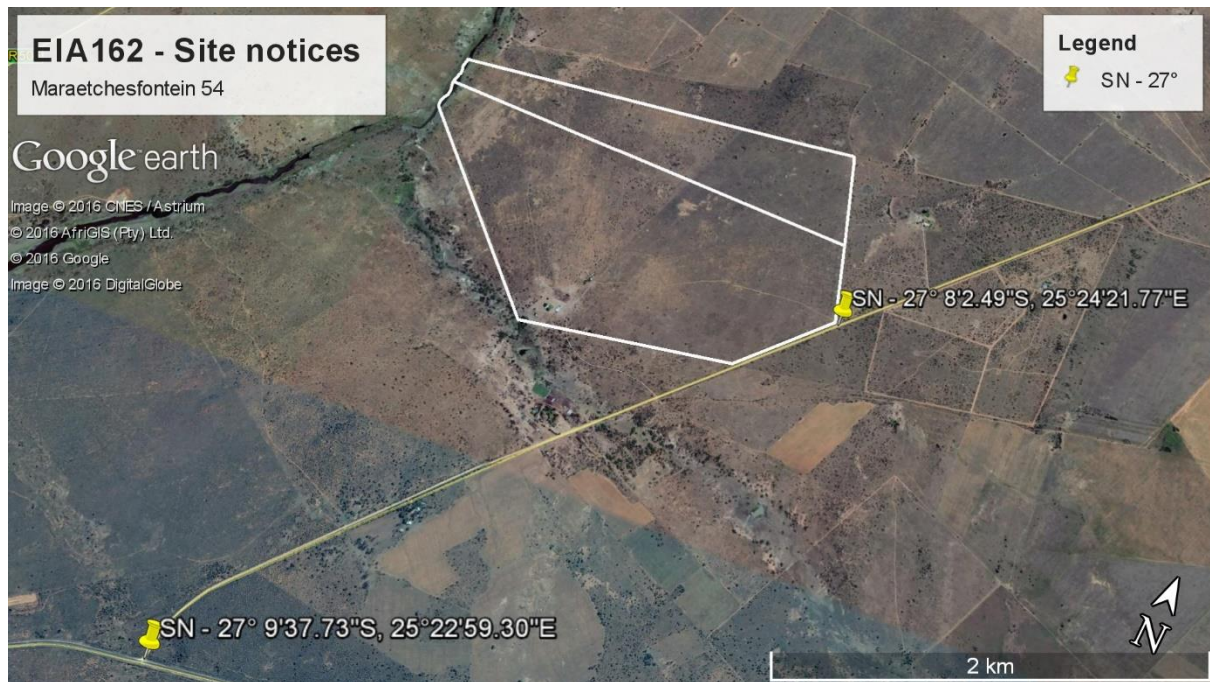 EIA162 - Site notices
Maraetchesfontein 54
Legend
SN - 27°
Google earth
Image © 2016 CNES / Astrium
© 2016 AfriGIS (Pty) Ltd.
© 2016 Google
Image © 2016 DigitalGlobe
SN - 27° 8'2.49"S, 25°24'21.77"E
SN - 27° 9'37.73"S, 25°22'59.30"E
N
2 km